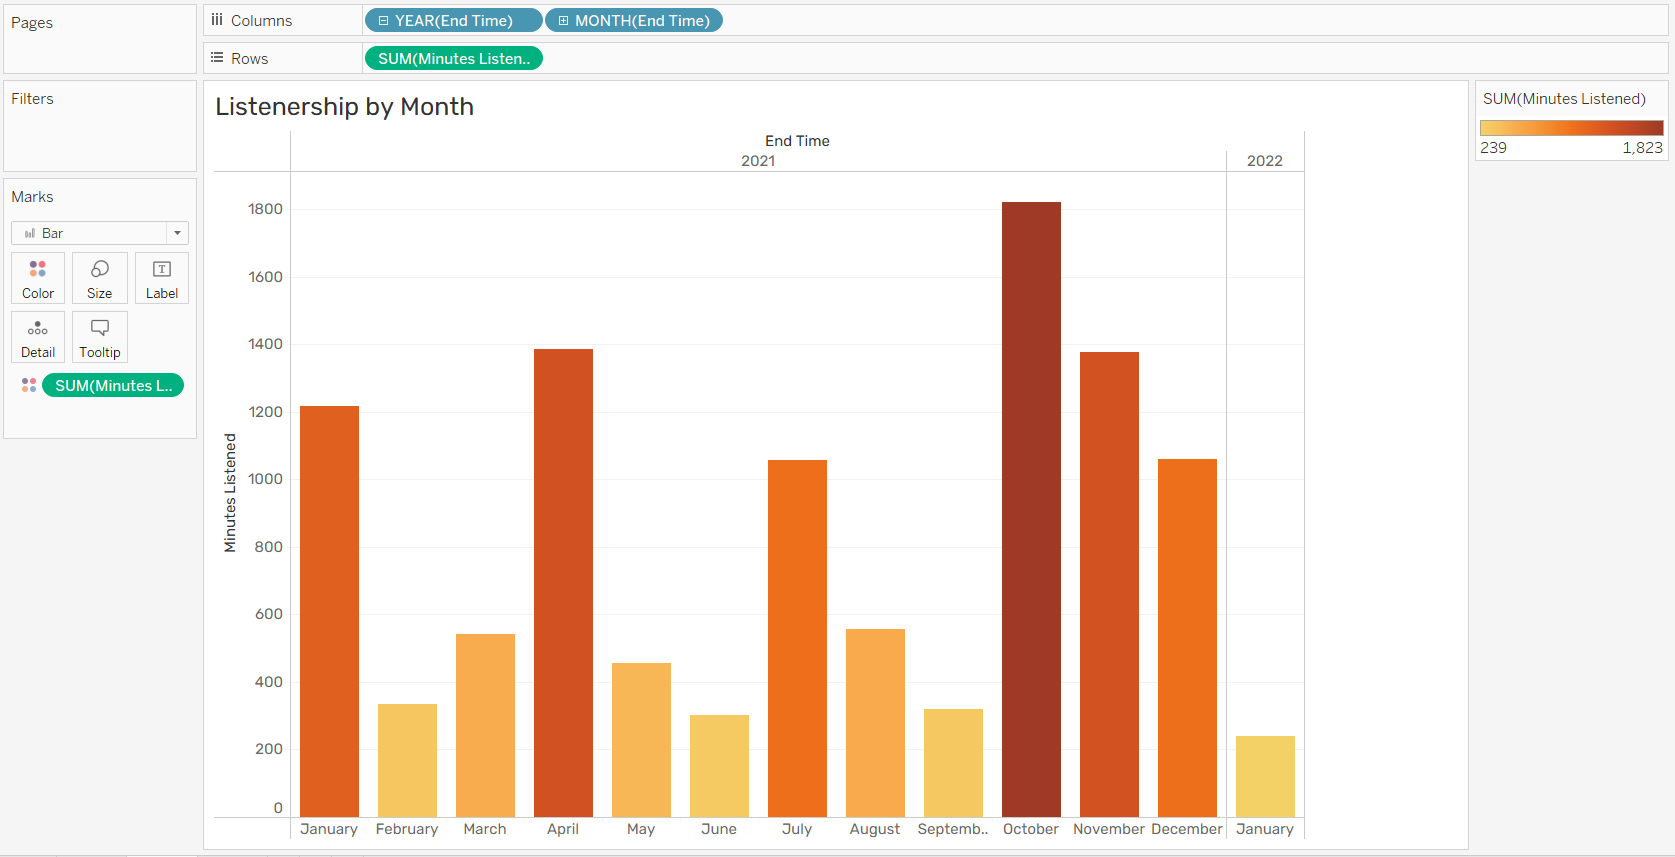 Pages
Columns
YEAR(End Time)
MONTH(End Time)
Rows
SUM(Minutes Listen..
Filters
Marks
Bar
Color
Size
Label
Detail
Tooltip
SUM(Minutes L..
Listenership by Month
End Time
2021
2022
Minutes Listened
1800
1600
1400
1200
1000
800
600
400
200
0
January February March April May June July August Septemb.. October November December January
SUM(Minutes Listened)
239 1,823